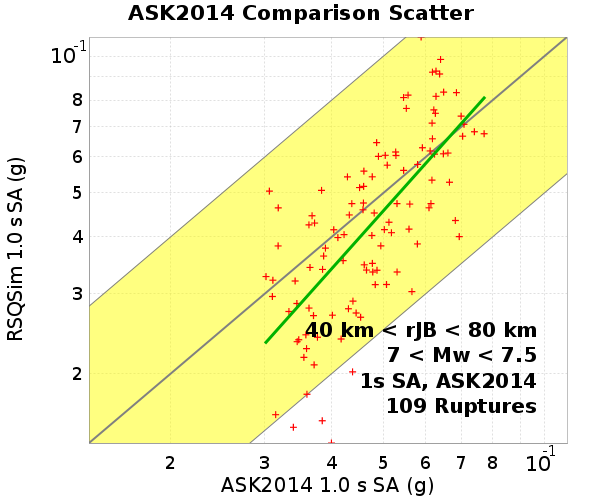 ASK2014 Comparison Scatter
RSQSim 1.0 s SA (g)
10-1
8
7
6
5
4
3
2
40 km < rJB < 80 km
7 < Mw < 7.5
1s SA, ASK2014
109 Ruptures
2 3 4 5 6 7 8 10-1
ASK2014 1.0 s SA (g)